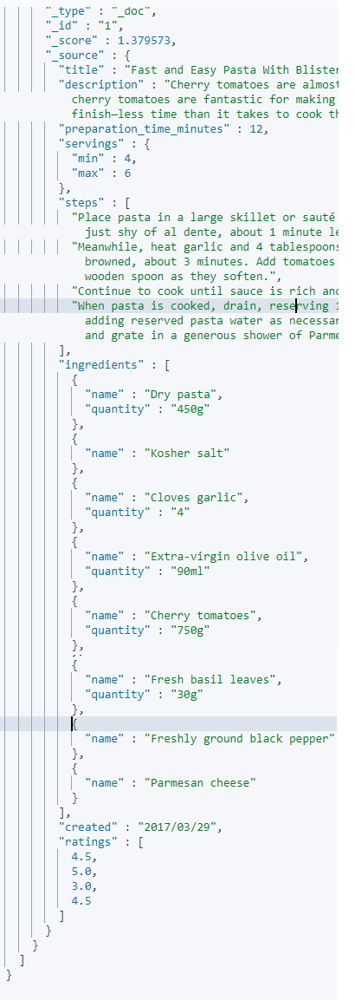 "_type" : "_doc",
"_id" : "1",
"_score" : 1.379573,
"_source" : {
"title" : "Fast and Easy Pasta With Blister
"description" : "Cherry tomatoes are almost
cherry tomatoes are fantastic for making
finish—less time than it takes to cook th
"preparation_time_minutes" : 12,
"servings" : {
"min" : 4,
"max" : 6
},
"steps" : [
"Place pasta in a large skillet or sauté
just shy of al dente, about 1 minute le
"Meanwhile, heat garlic and 4 tablespoons
browned, about 3 minutes. Add tomatoes
wooden spoon as they soften.",
"Continue to cook until sauce is rich and
"When pasta is cooked, drain, reserving 1
adding reserved pasta water as necessar
and grate in a generous shower of Parme
],
"ingredients" : [
{
"name" : "Dry pasta",
"quantity" : "450g"
},
{
"name" : "Kosher salt"
},
{
"name" : "Cloves garlic",
"quantity" : "4"
},
{
"name" : "Extra-virgin olive oil",
"quantity" : "90ml"
},
{
"name" : "Cherry tomatoes",
"quantity" : "750g"
},
{
"name" : "Fresh basil leaves",
"quantity" : "30g"
},
{
"name" : "Freshly ground black pepper"
},
{
"name" : "Parmesan cheese"
}
],
"created" : "2017/03/29",
"ratings" : [
4.5,
5.0,
3.0,
4.5
]
}
}
]
}